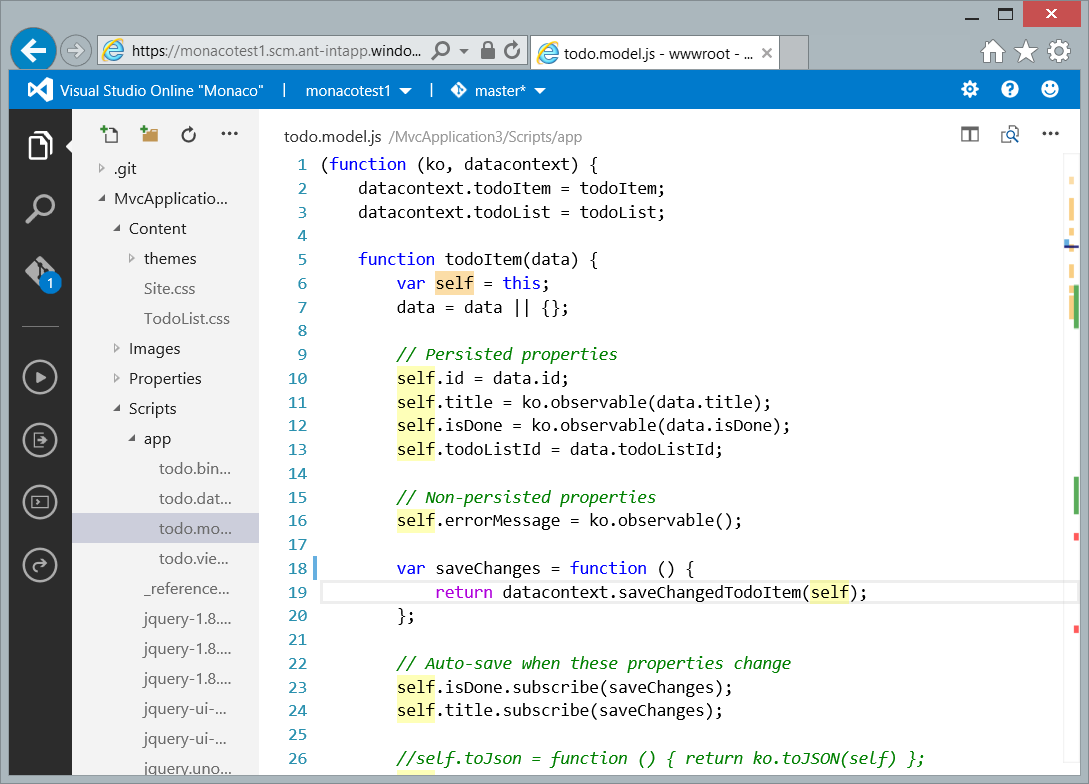 https://monacotest1.scm.ant-intapp.windo...
todo.model.js - wwwroot - ...
Visual Studio Online "Monaco"
monacotest1
master*
.git
MvcApplicatio...
Content
themes
Site.css
TodoList.css
Images
Properties
Scripts
app
todo.bin...
todo.dat...
todo.mo...
todo.vie...
_reference...
jquery-1.8....
jquery-1.8....
jquery-1.8....
jquery-ui-...
jquery-ui-...
jquery.uno...
1
todo.model.js /MvcApplication3/Scripts/app
1 (function (ko, datacontext) {
2 datacontext.todoItem = todoItem;
3 datacontext.todoList = todoList;
4
5 function todoItem(data) {
6 var self = this;
7 data = data || {};
8
9 // Persisted properties
10 self.id = data.id;
11 self.title = ko.observable(data.title);
12 self.isDone = ko.observable(data.isDone);
13 self.todoListId = data.todoListId;
14
15 // Non-persisted properties
16 self.errorMessage = ko.observable();
17
18 var saveChanges = function () {
19 return datacontext.saveChangedTodoItem(self);
20 };
21
22 // Auto-save when these properties change
23 self.isDone.subscribe(saveChanges);
24 self.title.subscribe(saveChanges);
25
26 //self.toJson = function () { return ko.toJSON(self) };